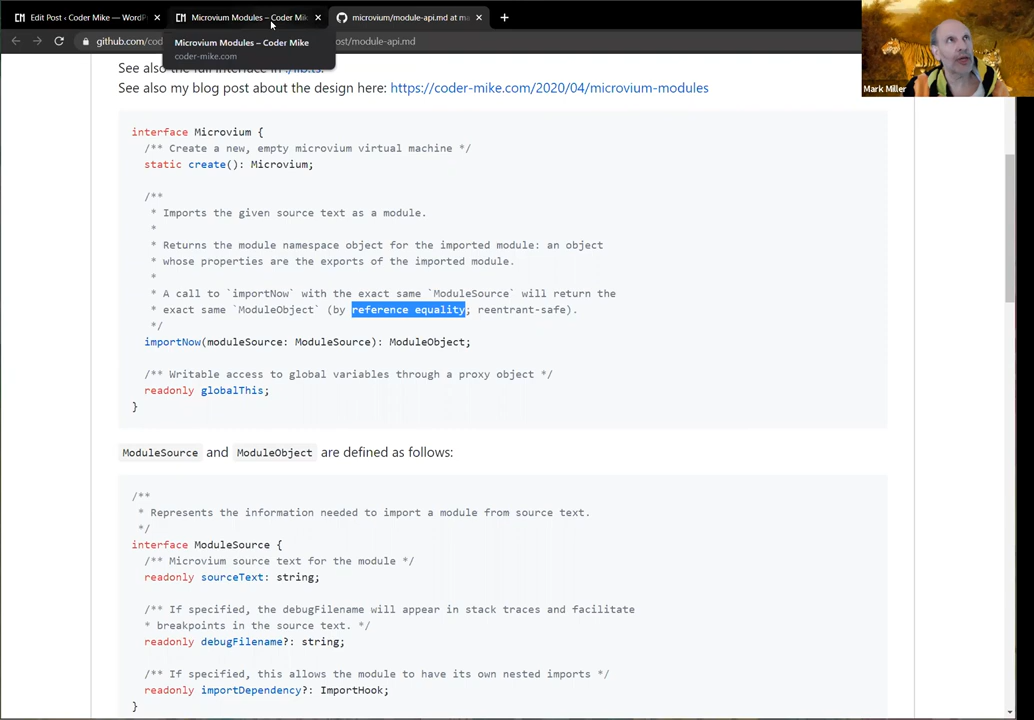 Edit Post ‹ Coder Mike — WordP
Microvium Modules – Coder Mik
microvium/module-api.md at ma
github.com/cod
ost/module-api.md
Microvium Modules – Coder Mike
coder-mike.com
Mark Miller
See also the full interface in ./lib.ts.
See also my blog post about the design here: https://coder-mike.com/2020/04/microvium-modules
interface Microvium {
/** Create a new, empty microvium virtual machine */
static create(): Microvium;
/**
* Imports the given source text as a module.
*
* Returns the module namespace object for the imported module: an object
* whose properties are the exports of the imported module.
*
* A call to `importNow` with the exact same `ModuleSource` will return the
* exact same `ModuleObject` (by reference equality; reentrant-safe).
*/
importNow(moduleSource: ModuleSource): ModuleObject;
/** Writable access to global variables through a proxy object */
readonly globalThis;
}
ModuleSource and ModuleObject are defined as follows:
/**
* Represents the information needed to import a module from source text.
*/
interface ModuleSource {
/** Microvium source text for the module */
readonly sourceText: string;
/** If specified, the debugFilename will appear in stack traces and facilitate
* breakpoints in the source text. */
readonly debugFilename?: string;
/** If specified, this allows the module to have its own nested imports */
readonly importDependency?: ImportHook;
}